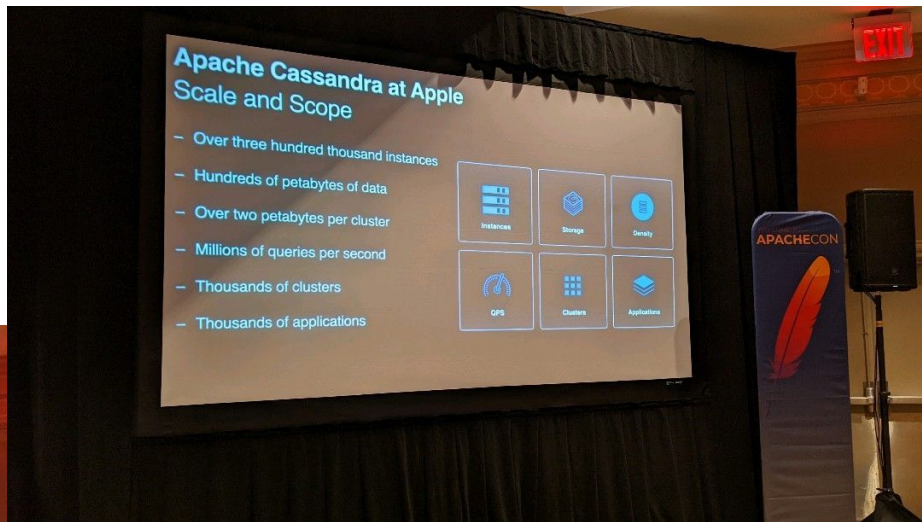 Apache Cassandra at Apple
Scale and Scope
– Over three hundred thousand instances
– Hundreds of petabytes of data
– Over two petabytes per cluster
– Millions of queries per second
– Thousands of clusters
– Thousands of applications
Instances
Storage
Density
QPS
Clusters
Applications
APACHECON
EXIT